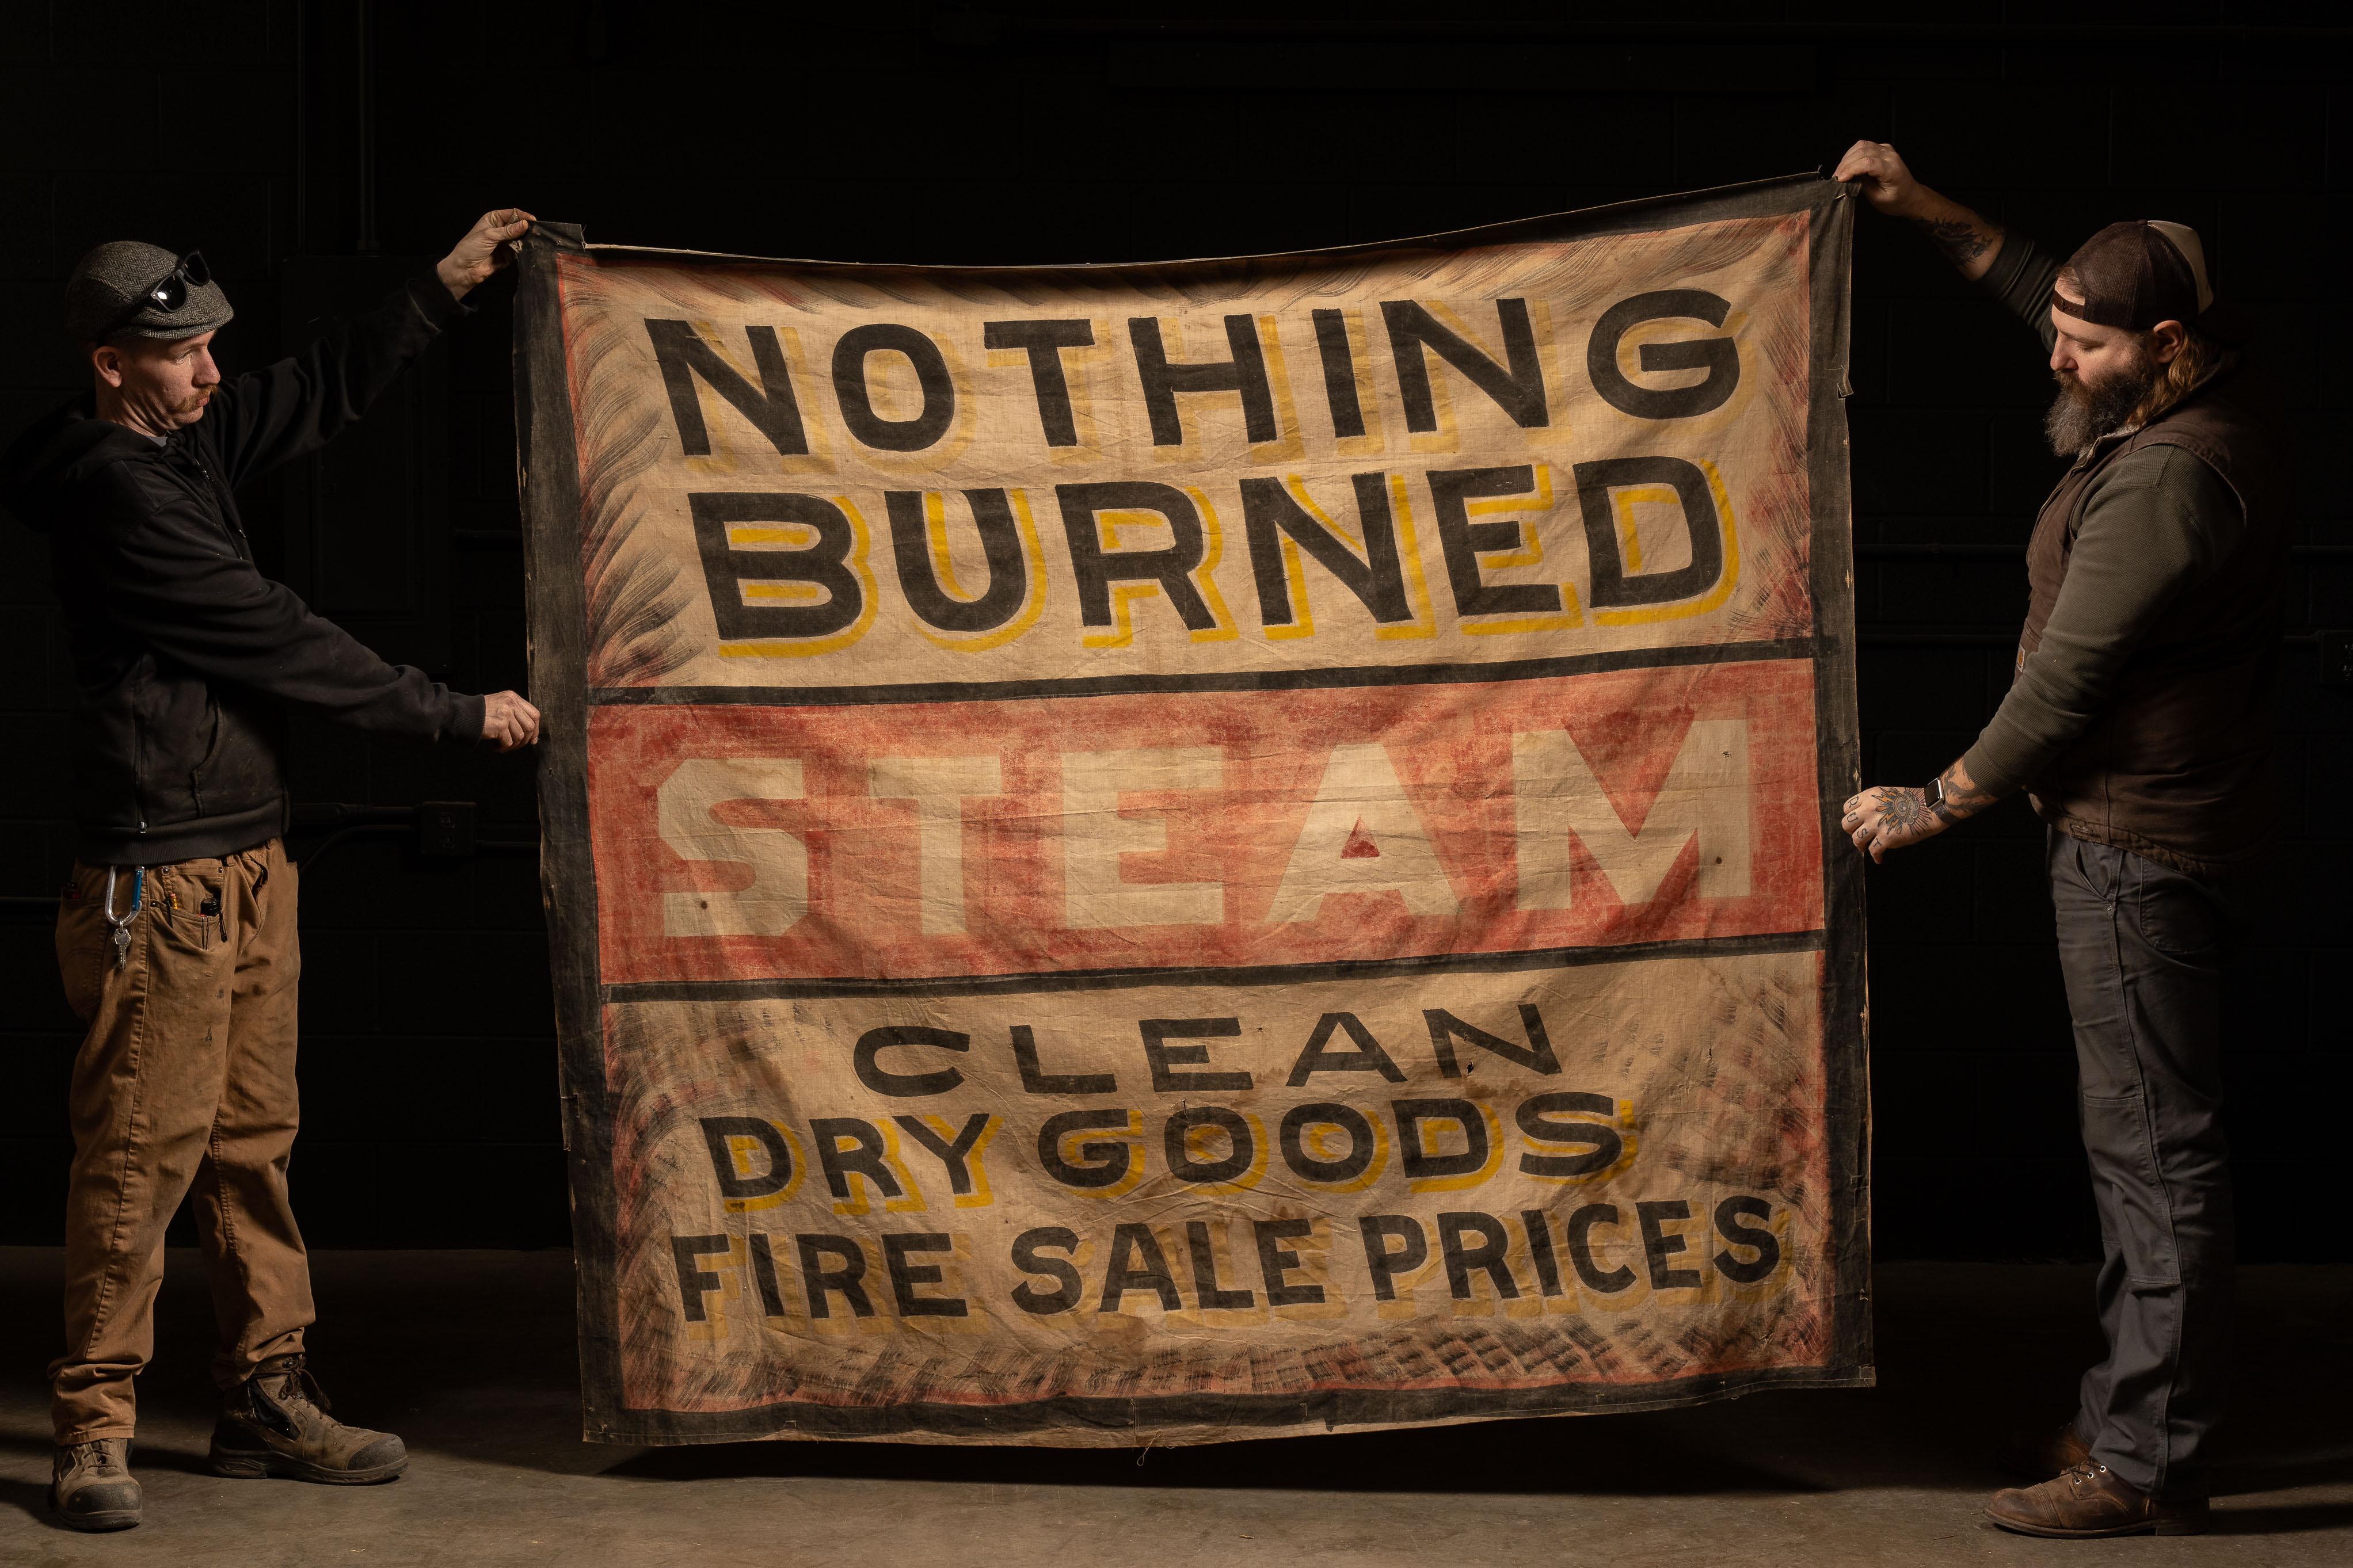 NOTHING
BURNED
STEAM
CLEAN
DRY GOODS
FIRE SALE PRICES